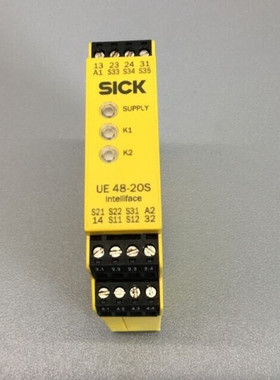 13 23 24 31
A1 S33 S34 S35
SICK
SUPPLY
K1
K2
UE 48-20S
Intelliface
S21 S22 S31 A2
14 S11 S12 32